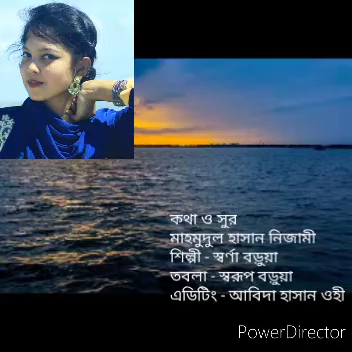 কথা ও সুর
মাহমুদুল হাসান নিজামী
শিল্পী - স্বর্ণা বড়ুয়া
তবলা - স্বরূপ বড়ুয়া
এডিটিং - আবিদা হাসান ওহী
PowerDirector